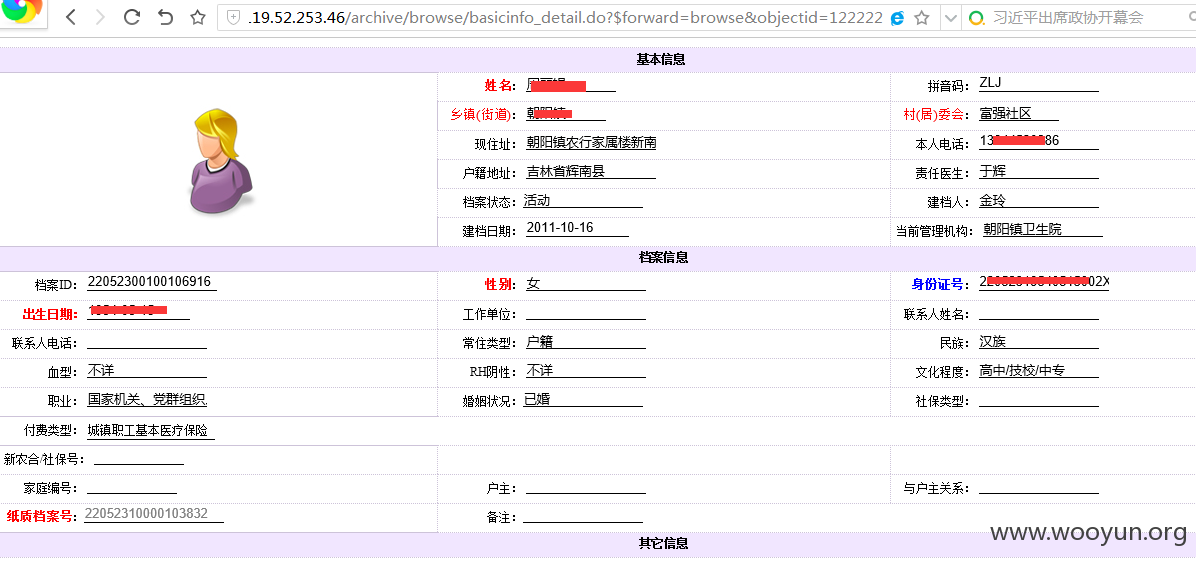 .19.52.253.46/archive/browse/basicinfo_detail.do?$forward=browse&objectid=122222 习近平出席政协开幕会
基本信息
姓名： 拼音码： ZLJ
乡镇(街道)： 村(居)委会： 富强社区
现住址： 朝阳镇农行家属楼新南 本人电话：
户籍地址： 吉林省辉南县 责任医生： 于辉
档案状态： 活动 建档人： 金玲
建档日期： 2011-10-16 当前管理机构： 朝阳镇卫生院
档案信息
档案ID： 22052300100106916 性别： 女 身份证号：
出生日期： 工作单位： 联系人姓名：
联系人电话： 常住类型： 户籍 民族： 汉族
血型： 不详 RH阴性： 不详 文化程度： 高中/技校/中专
职业： 国家机关、党群组织、 婚姻状况： 已婚 社保类型：
付费类型： 城镇职工基本医疗保险
新农合/社保号：
家庭编号： 户主： 与户主关系：
纸质档案号： 22052310000103832 备注：
其它信息
www.wooyun.org